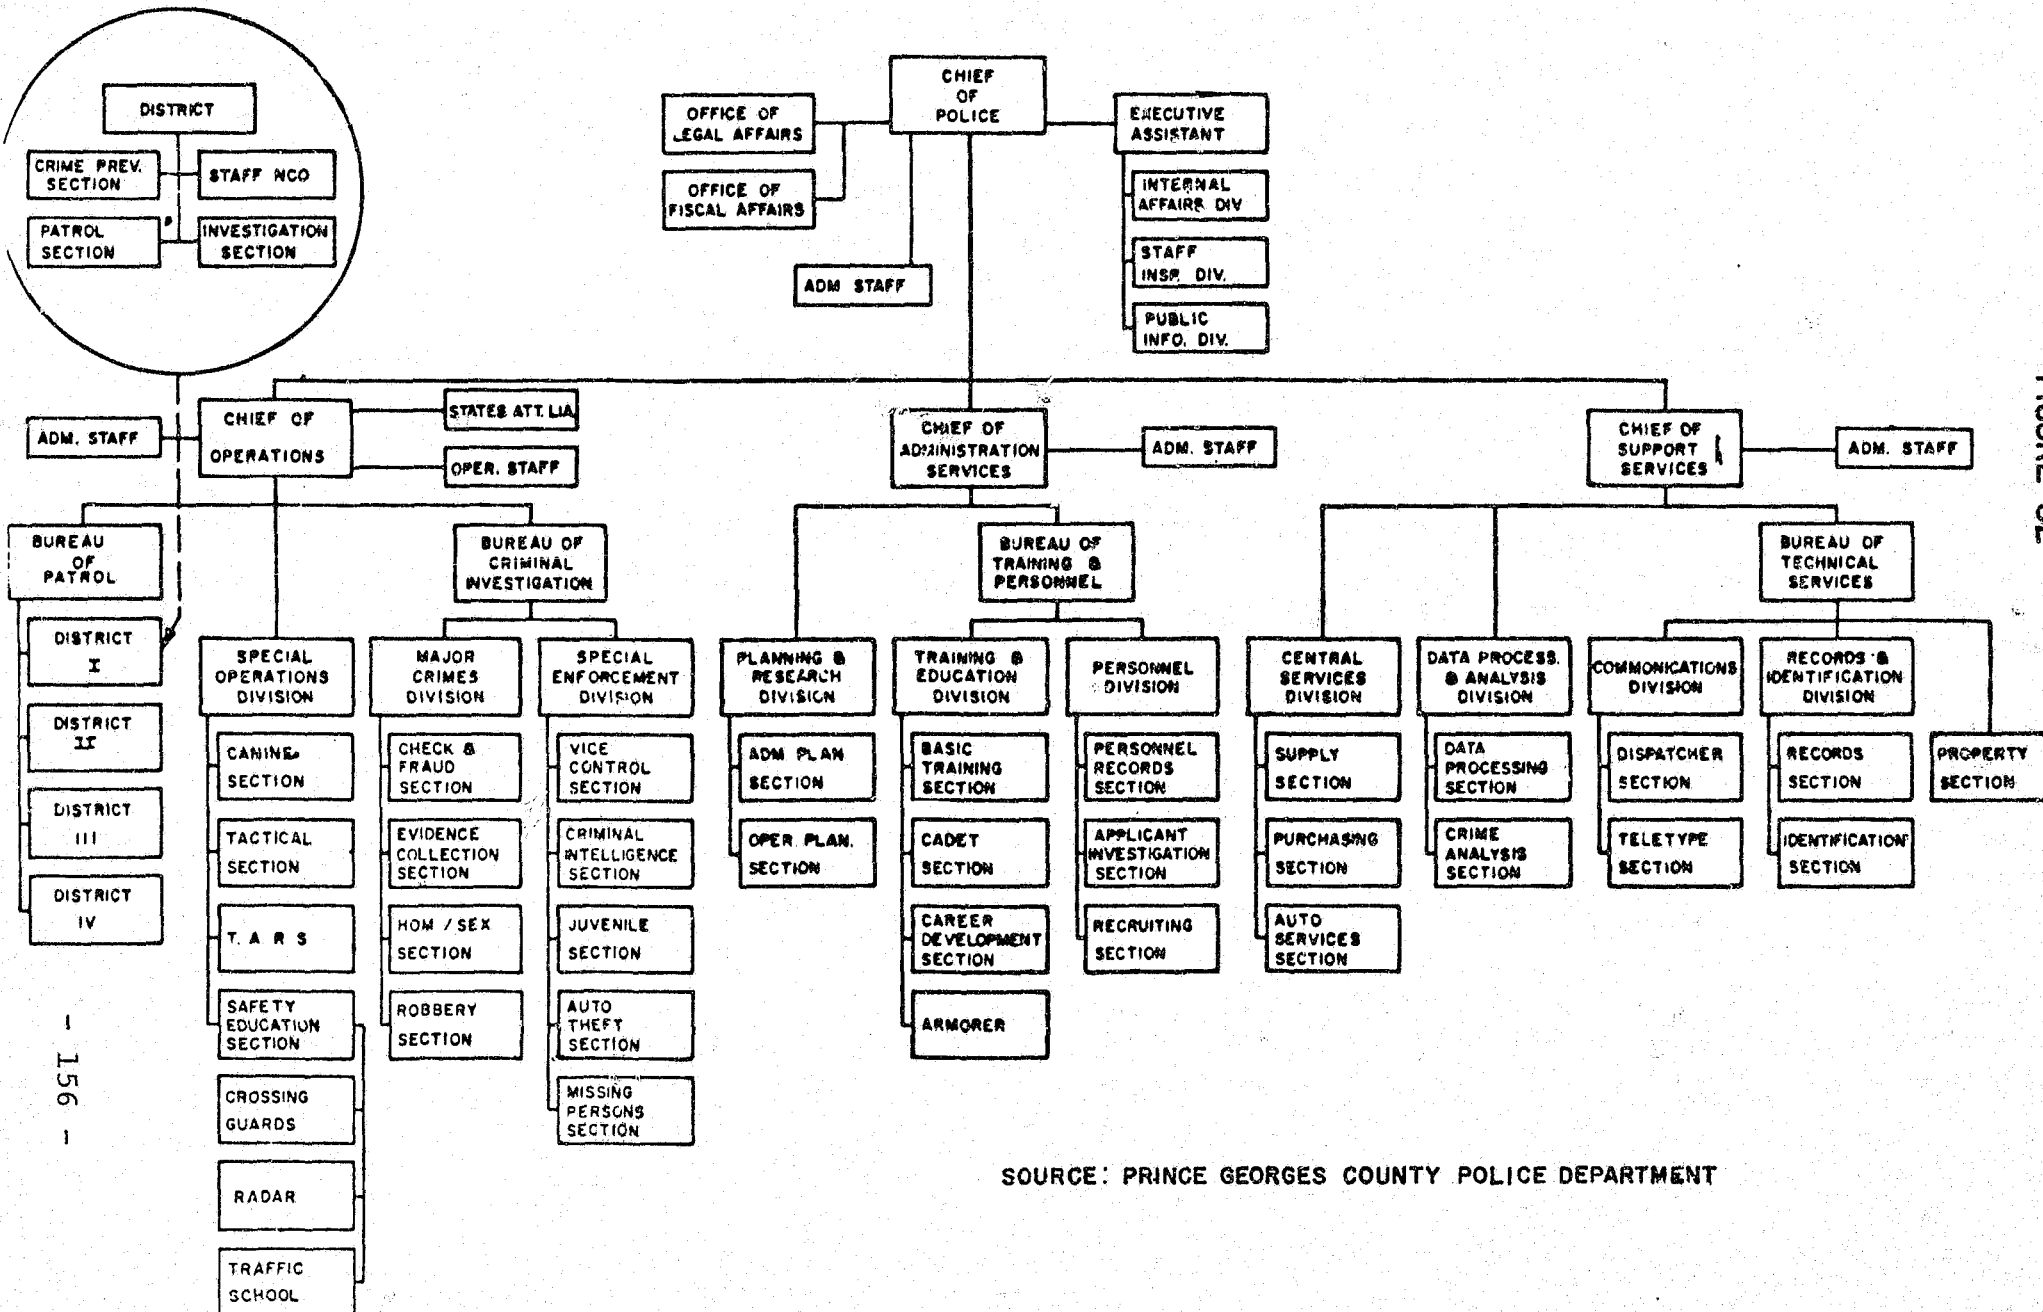 DISTRICT
CRIME PREV.
SECTION
STAFF NCO
PATROL
SECTION
INVESTIGATION
SECTION
CHIEF
OF
POLICE
OFFICE OF
LEGAL AFFAIRS
OFFICE OF
FISCAL AFFAIRS
ADM STAFF
EXECUTIVE
ASSISTANT
INTERNAL
AFFAIRS DIV
STAFF
INSP. DIV.
PUBLIC
INFO. DIV.
ADM. STAFF
CHIEF OF
OPERATIONS
STATES ATT. LIA.
OPER. STAFF
CHIEF OF
ADMINISTRATION
SERVICES
ADM. STAFF
CHIEF OF
SUPPORT
SERVICES
ADM. STAFF
BUREAU
OF
PATROL
DISTRICT
I
DISTRICT
II
DISTRICT
III
DISTRICT
IV
SPECIAL
OPERATIONS
DIVISION
CANINE
SECTION
TACTICAL
SECTION
T. A R S
SAFETY
EDUCATION
SECTION
CROSSING
GUARDS
RADAR
TRAFFIC
SCHOOL
BUREAU OF
CRIMINAL
INVESTIGATION
MAJOR
CRIMES
DIVISION
CHECK &
FRAUD
SECTION
EVIDENCE
COLLECTION
SECTION
HOM / SEX
SECTION
ROBBERY
SECTION
SPECIAL
ENFORCEMENT
DIVISION
VICE
CONTROL
SECTION
CRIMINAL
INTELLIGENCE
SECTION
JUVENILE
SECTION
AUTO
THEFT
SECTION
MISSING
PERSONS
SECTION
PLANNING &
RESEARCH
DIVISION
ADM. PLAN
SECTION
OPER. PLAN.
SECTION
BUREAU OF
TRAINING &
PERSONNEL
TRAINING &
EDUCATION
DIVISION
BASIC
TRAINING
SECTION
CADET
SECTION
CAREER
DEVELOPMENT
SECTION
ARMORER
PERSONNEL
DIVISION
PERSONNEL
RECORDS
SECTION
APPLICANT
INVESTIGATION
SECTION
RECRUITING
SECTION
CENTRAL
SERVICES
DIVISION
SUPPLY
SECTION
PURCHASING
SECTION
AUTO
SERVICES
SECTION
DATA PROCESS.
& ANALYSIS
DIVISION
DATA
PROCESSING
SECTION
CRIME
ANALYSIS
SECTION
BUREAU OF
TECHNICAL
SERVICES
COMMUNICATIONS
DIVISION
DISPATCHER
SECTION
TELETYPE
SECTION
RECORDS &
IDENTIFICATION
DIVISION
RECORDS
SECTION
IDENTIFICATION
SECTION
PROPERTY
SECTION
SOURCE: PRINCE GEORGES COUNTY POLICE DEPARTMENT
- 156 -